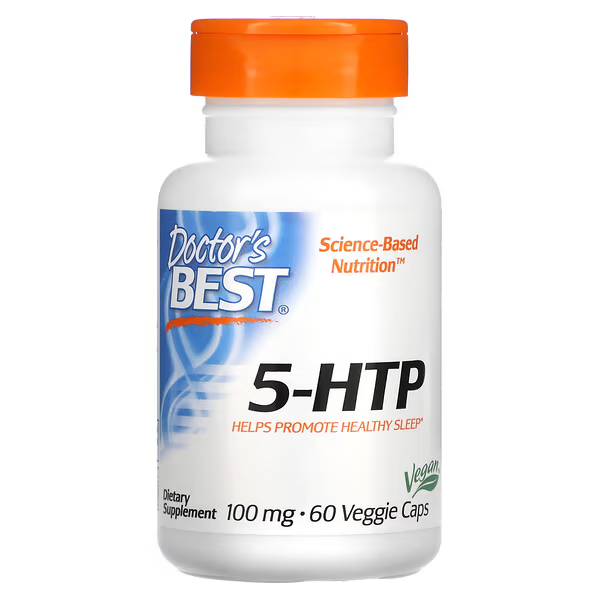 Doctor's
BEST®
Science-Based
Nutrition™
5-HTP
HELPS PROMOTE HEALTHY SLEEP*
Vegan
Dietary
Supplement
100 mg • 60 Veggie Caps